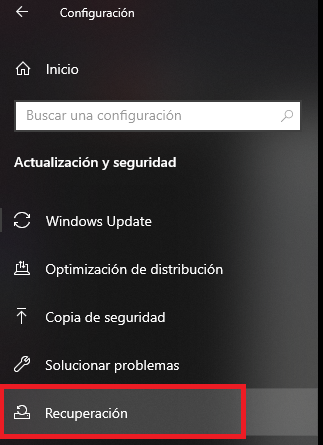 Configuración
Inicio
Buscar una configuración
Actualización y seguridad
Windows Update
Optimización de distribución
Copia de seguridad
Solucionar problemas
Recuperación